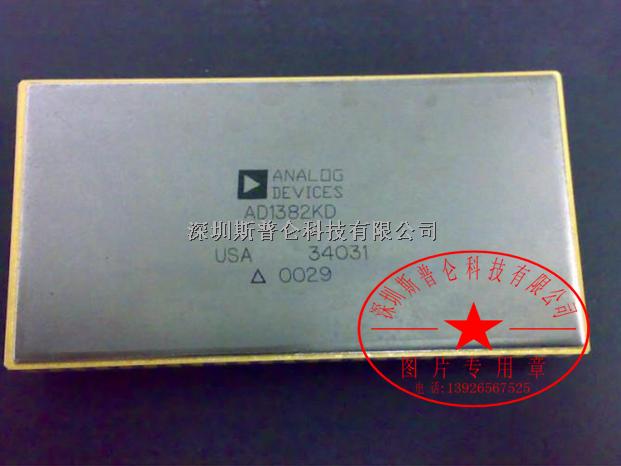 ANALOG
DEVICES
AD1382KD
深圳斯普仑科技有限公司
USA 34031
△ 0029
深圳斯普仑科技有限公司
图片专用章
电话:13926567525